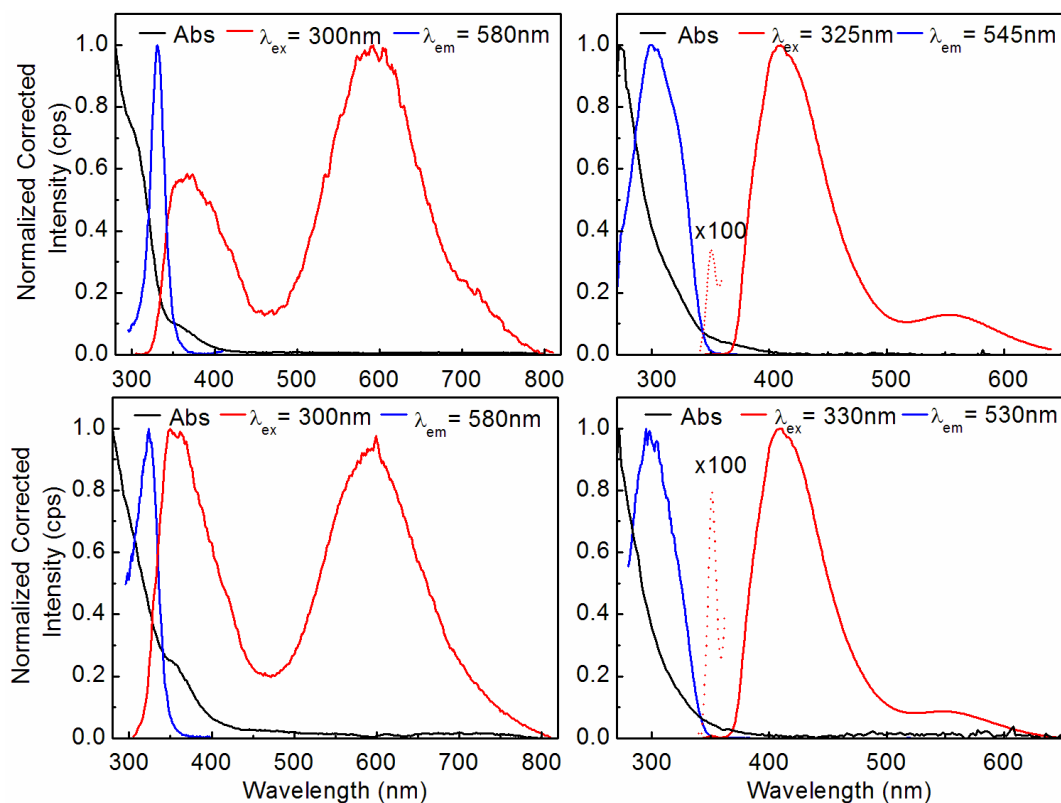 Abs λex = 300nm λem = 580nm
Normalized Corrected
Intensity (cps)
1.0
0.8
0.6
0.4
0.2
0.0
300 400 500 600 700 800
Abs λex = 325nm λem = 545nm
1.0
0.8
0.6
0.4
0.2
0.0
x100
300 400 500 600
Abs λex = 300nm λem = 580nm
Normalized Corrected
Intensity (cps)
1.0
0.8
0.6
0.4
0.2
0.0
300 400 500 600 700 800
Wavelength (nm)
Abs λex = 330nm λem = 530nm
1.0
0.8
0.6
0.4
0.2
0.0
x100
300 400 500 600
Wavelength (nm)